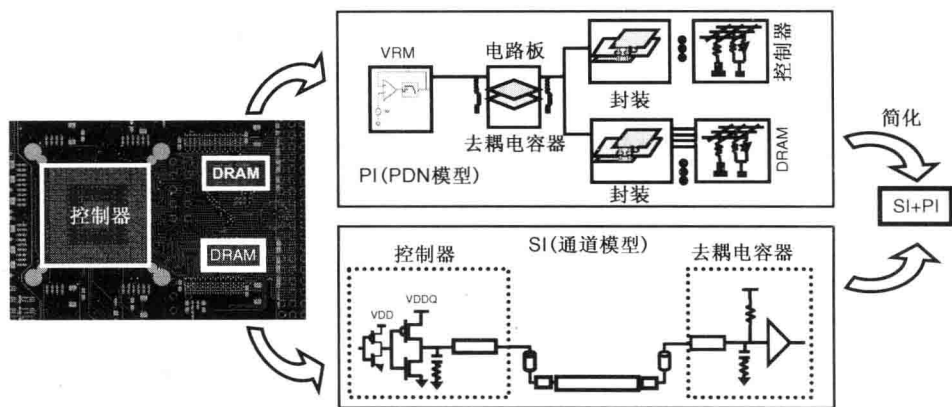 控制器
DRAM
DRAM
VRM
电路板
去耦电容器
PI(PDN模型)
封装
控制器
封装
DRAM
SI(通道模型)
控制器
VDD
VDDQ
去耦电容器
简化
SI+PI